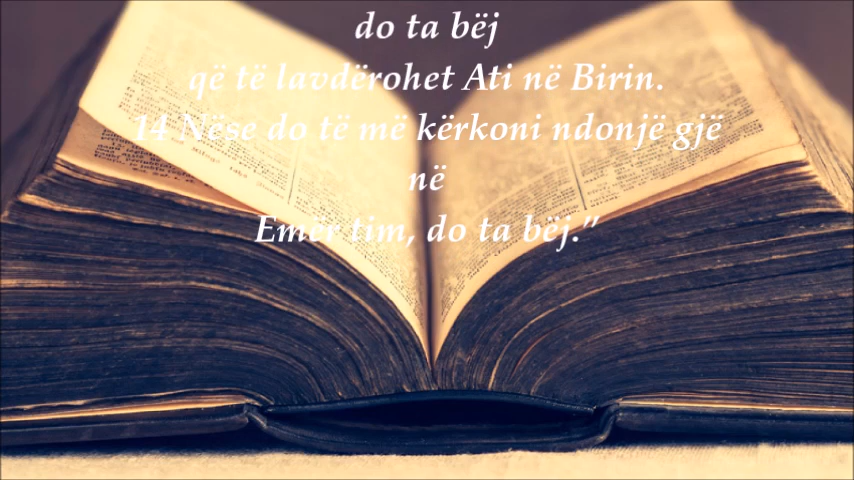 do ta bëj
që të lavdërohet Ati në Birin.
14 Nëse do të më kërkoni ndonjë gjë
në
Emër tim, do ta bëj.”